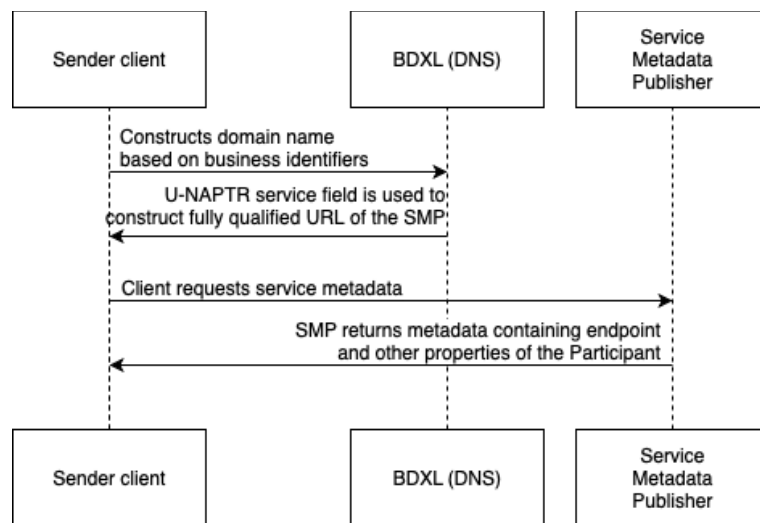 Sender client
BDXL (DNS)
Service
Metadata
Publisher
Constructs domain name
based on business identifiers
U-NAPTR service field is used to
construct fully qualified URL of the SMP
Client requests service metadata
SMP returns metadata containing endpoint
and other properties of the Participant
Sender client
BDXL (DNS)
Service
Metadata
Publisher